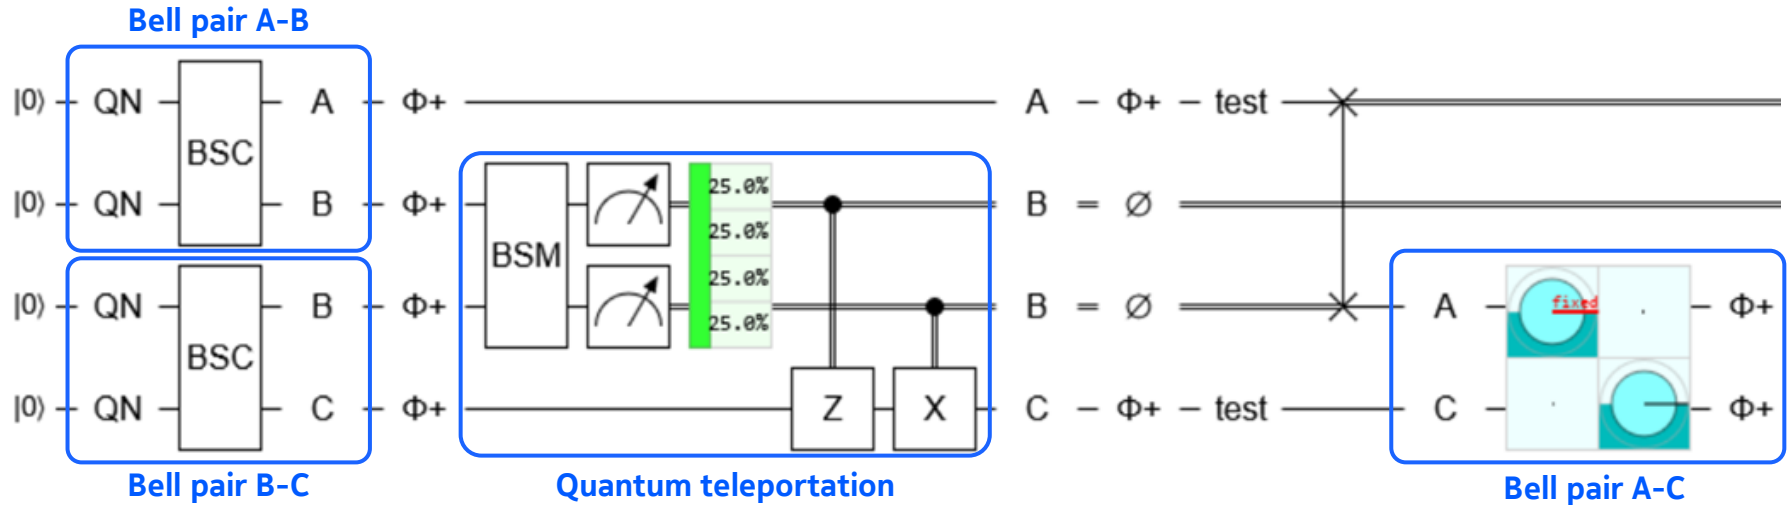 Bell pair A-B
|0⟩ QN A Φ+ A Φ+ test
BSC
|0⟩ QN B Φ+ 25.0% B = Ø
25.0%
BSM
25.0%
25.0%
|0⟩ QN B Φ+ B = Ø A fixed Φ+
BSC
|0⟩ QN C Φ+ Z X C Φ+ test C Φ+
Bell pair B-C
Quantum teleportation
Bell pair A-C